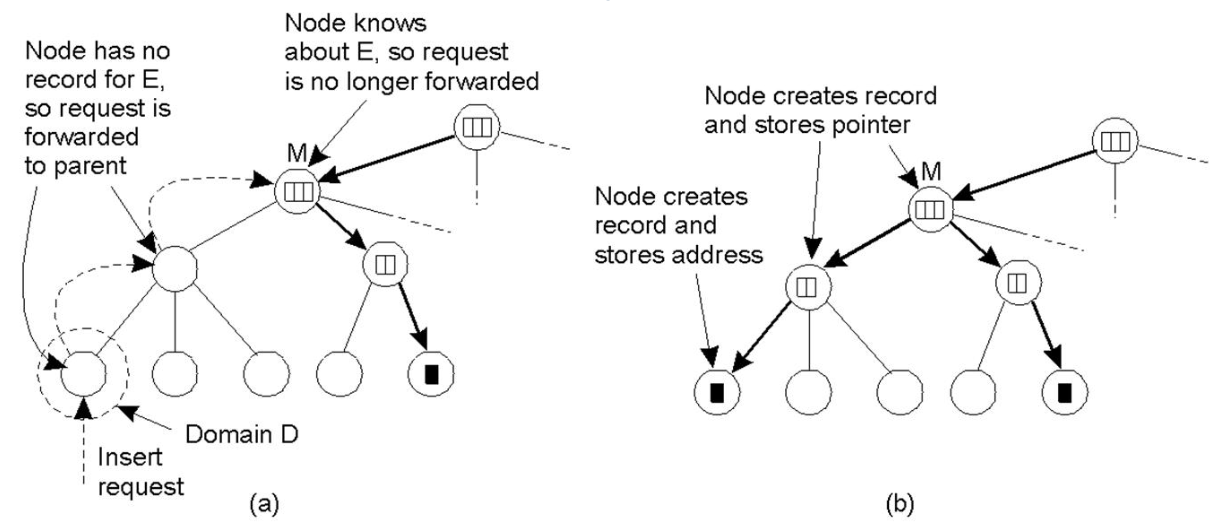 Node has no
record for E,
so request is
forwarded
to parent
Node knows
about E, so request
is no longer forwarded
M
Domain D
Insert
request
(a)
Node creates record
and stores pointer
M
Node creates
record and
stores address
(b)